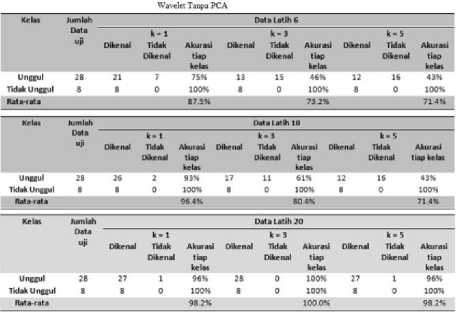 Wavelet Tanpa PCA
Kelas Jumlah Data uji Data Latih 6
k = 1 k = 3 k = 5
Dikenal Tidak Dikenal Akurasi tiap kelas Dikenal Tidak Dikenal Akurasi tiap kelas Dikenal Tidak Dikenal Akurasi tiap kelas
Unggul 28 21 7 75% 13 15 46% 12 16 43%
Tidak Unggul 8 8 0 100% 8 0 100% 8 0 100%
Rata-rata 87.5% 73.2% 71.4%
Kelas Jumlah Data uji Data Latih 10
k = 1 k = 3 k = 5
Dikenal Tidak Dikenal Akurasi tiap kelas Dikenal Tidak Dikenal Akurasi tiap kelas Dikenal Tidak Dikenal Akurasi tiap kelas
Unggul 28 26 2 93% 17 11 61% 12 16 43%
Tidak Unggul 8 8 0 100% 8 0 100% 8 0 100%
Rata-rata 96.4% 80.4% 71.4%
Kelas Jumlah Data uji Data Latih 20
k = 1 k = 3 k = 5
Dikenal Tidak Dikenal Akurasi tiap kelas Dikenal Tidak Dikenal Akurasi tiap kelas Dikenal Tidak Dikenal Akurasi tiap kelas
Unggul 28 27 1 96% 28 0 100% 27 1 96%
Tidak Unggul 8 8 0 100% 8 0 100% 8 0 100%
Rata-rata 98.2% 100.0% 98.2%